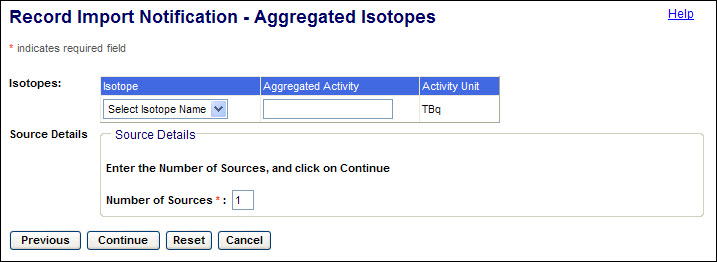 Record Import Notification - Aggregated Isotopes Help
* indicates required field
Isotopes: Isotope Aggregated Activity Activity Unit
Select Isotope Name TBq
Source Details Source Details
Enter the Number of Sources, and click on Continue
Number of Sources * : 1
Previous Continue Reset Cancel